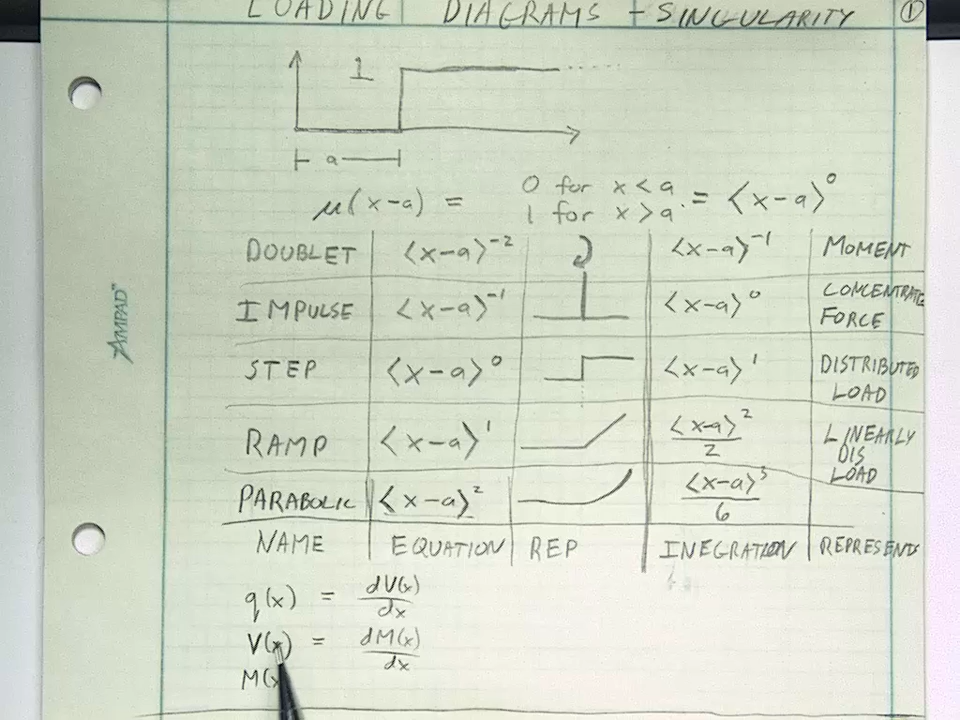 LOADING DIAGRAMS - SINGULARITY ①
1
a
μ(x-a) = 0 for x < a
1 for x > a = ⟨x-a⟩⁰
DOUBLET ⟨x-a⟩⁻² ⟨x-a⟩⁻¹ MOMENT
IMPULSE ⟨x-a⟩⁻¹ ⟨x-a⟩⁰ CONCENTRATE FORCE
STEP ⟨x-a⟩⁰ ⟨x-a⟩¹ DISTRIBUTED LOAD
RAMP ⟨x-a⟩¹ ⟨x-a⟩²/2 LINEARLY DIS LOAD
PARABOLIC ⟨x-a⟩² ⟨x-a⟩³/6
NAME EQUATION REP INEGRATION REPRESENTS
q(x) = dV(x)/dx
V(x) = dM(x)/dx
M(x
AMPAD™